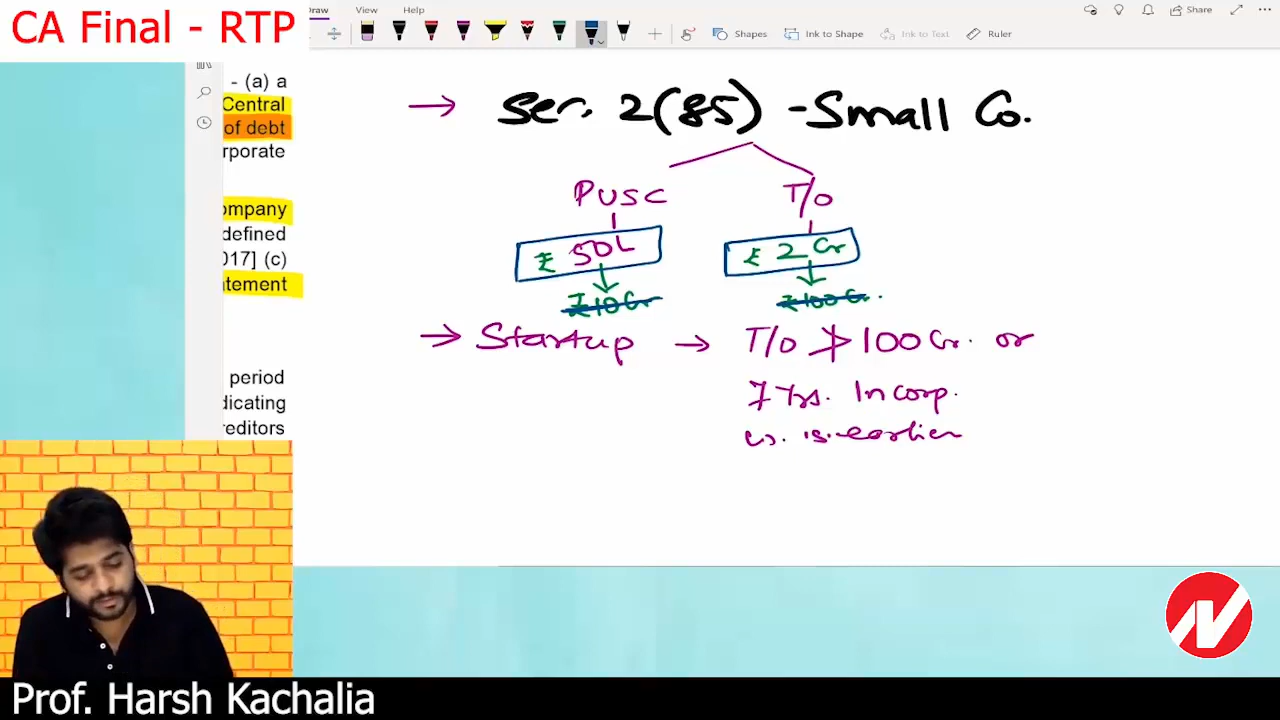 CA Final - RTP
Draw View Help
Share
Shapes
Ink to Shape
Ink to Text
Ruler
- (a) a
Central
of debt
rporate
ompany
defined
017] (c)
tement
period
dicating
reditors
→ Sec. 2(85) - Small Co.
PUSC T/O
₹ 50L ₹ 2 Cr
₹ 10 Cr ₹ 100 Cr.
→ Startup → T/O ≯ 100 Cr. or
7 Yrs. Incorp.
w. is. earlier
Prof. Harsh Kachalia